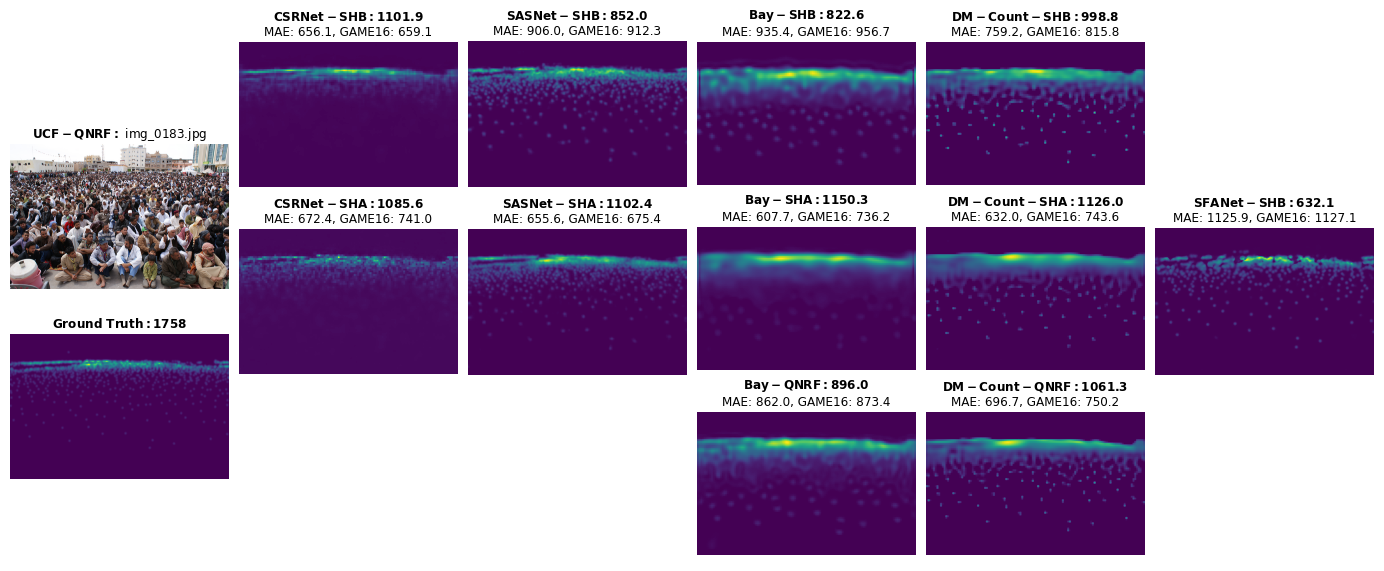 CSRNet − SHB : 1101.9
MAE: 656.1, GAME16: 659.1
SASNet − SHB : 852.0
MAE: 906.0, GAME16: 912.3
Bay − SHB : 822.6
MAE: 935.4, GAME16: 956.7
DM − Count − SHB : 998.8
MAE: 759.2, GAME16: 815.8
UCF − QNRF : img_0183.jpg
CSRNet − SHA : 1085.6
MAE: 672.4, GAME16: 741.0
SASNet − SHA : 1102.4
MAE: 655.6, GAME16: 675.4
Bay − SHA : 1150.3
MAE: 607.7, GAME16: 736.2
DM − Count − SHA : 1126.0
MAE: 632.0, GAME16: 743.6
SFANet − SHB : 632.1
MAE: 1125.9, GAME16: 1127.1
Ground Truth : 1758
Bay − QNRF : 896.0
MAE: 862.0, GAME16: 873.4
DM − Count − QNRF : 1061.3
MAE: 696.7, GAME16: 750.2